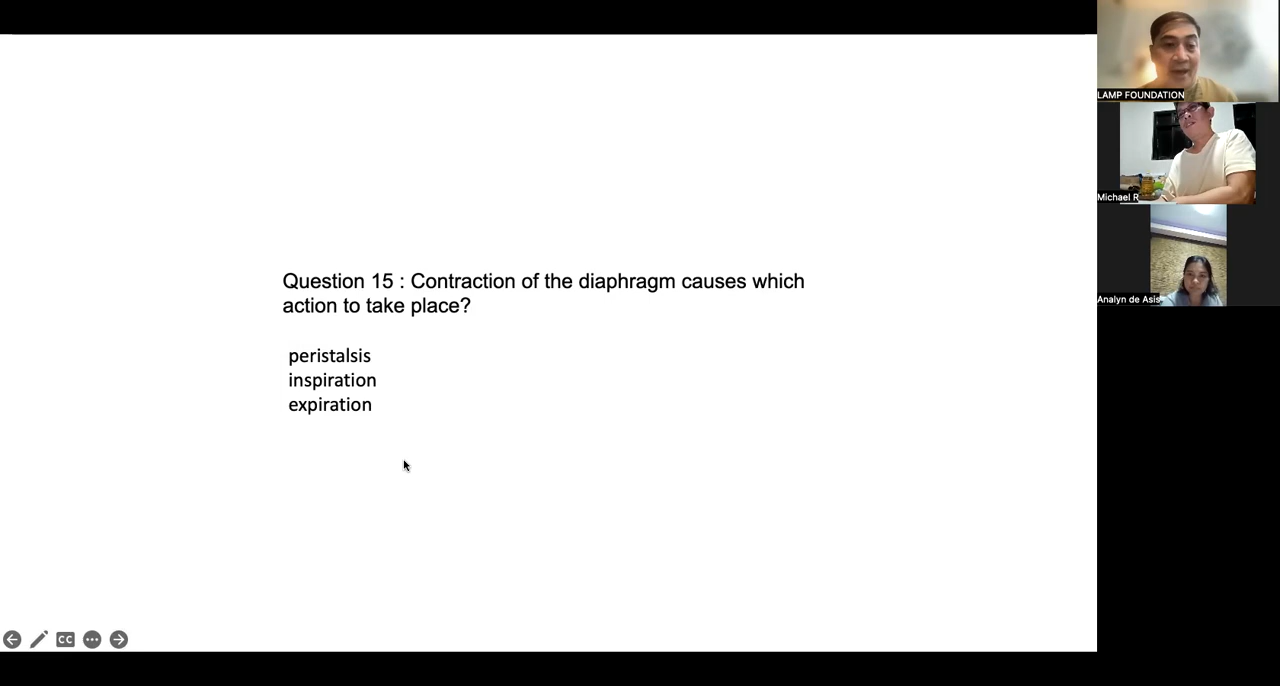 Question 15 : Contraction of the diaphragm causes which
action to take place?
peristalsis
inspiration
expiration
LAMP FOUNDATION
Michael R
Analyn de Asis
CC